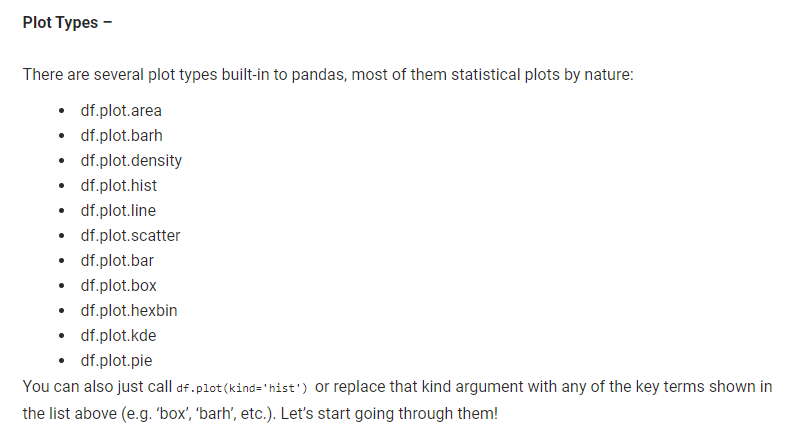 Plot Types –
There are several plot types built-in to pandas, most of them statistical plots by nature:
• df.plot.area
• df.plot.barh
• df.plot.density
• df.plot.hist
• df.plot.line
• df.plot.scatter
• df.plot.bar
• df.plot.box
• df.plot.hexbin
• df.plot.kde
• df.plot.pie
You can also just call df.plot(kind='hist') or replace that kind argument with any of the key terms shown in
the list above (e.g. ‘box’, ‘barh’, etc.). Let’s start going through them!